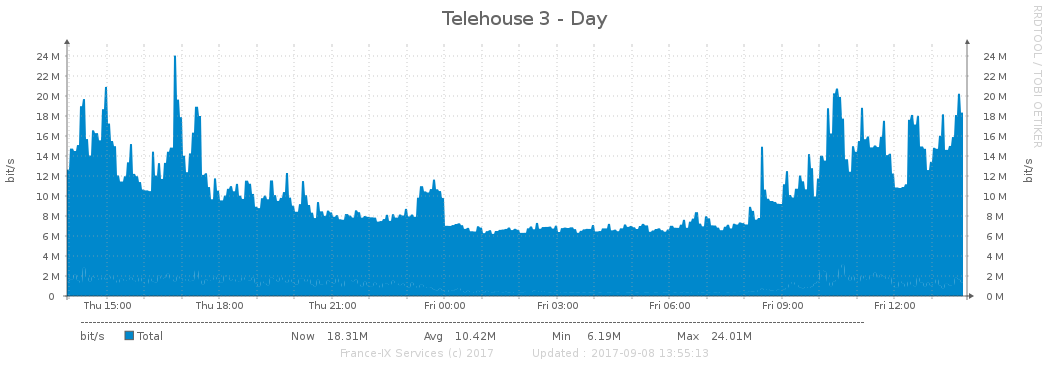 Telehouse 3 - Day
RRDTOOL / TOBI OETIKER
bit/s
24 M 24 M
22 M 22 M
20 M 20 M
18 M 18 M
16 M 16 M
14 M 14 M
12 M 12 M
10 M 10 M
8 M 8 M
6 M 6 M
4 M 4 M
2 M 2 M
0 0 M
bit/s
Thu 15:00 Thu 18:00 Thu 21:00 Fri 00:00 Fri 03:00 Fri 06:00 Fri 09:00 Fri 12:00
bit/s Total Now 18.31M Avg 10.42M Min 6.19M Max 24.01M
France-IX Services (c) 2017 Updated : 2017-09-08 13:55:13